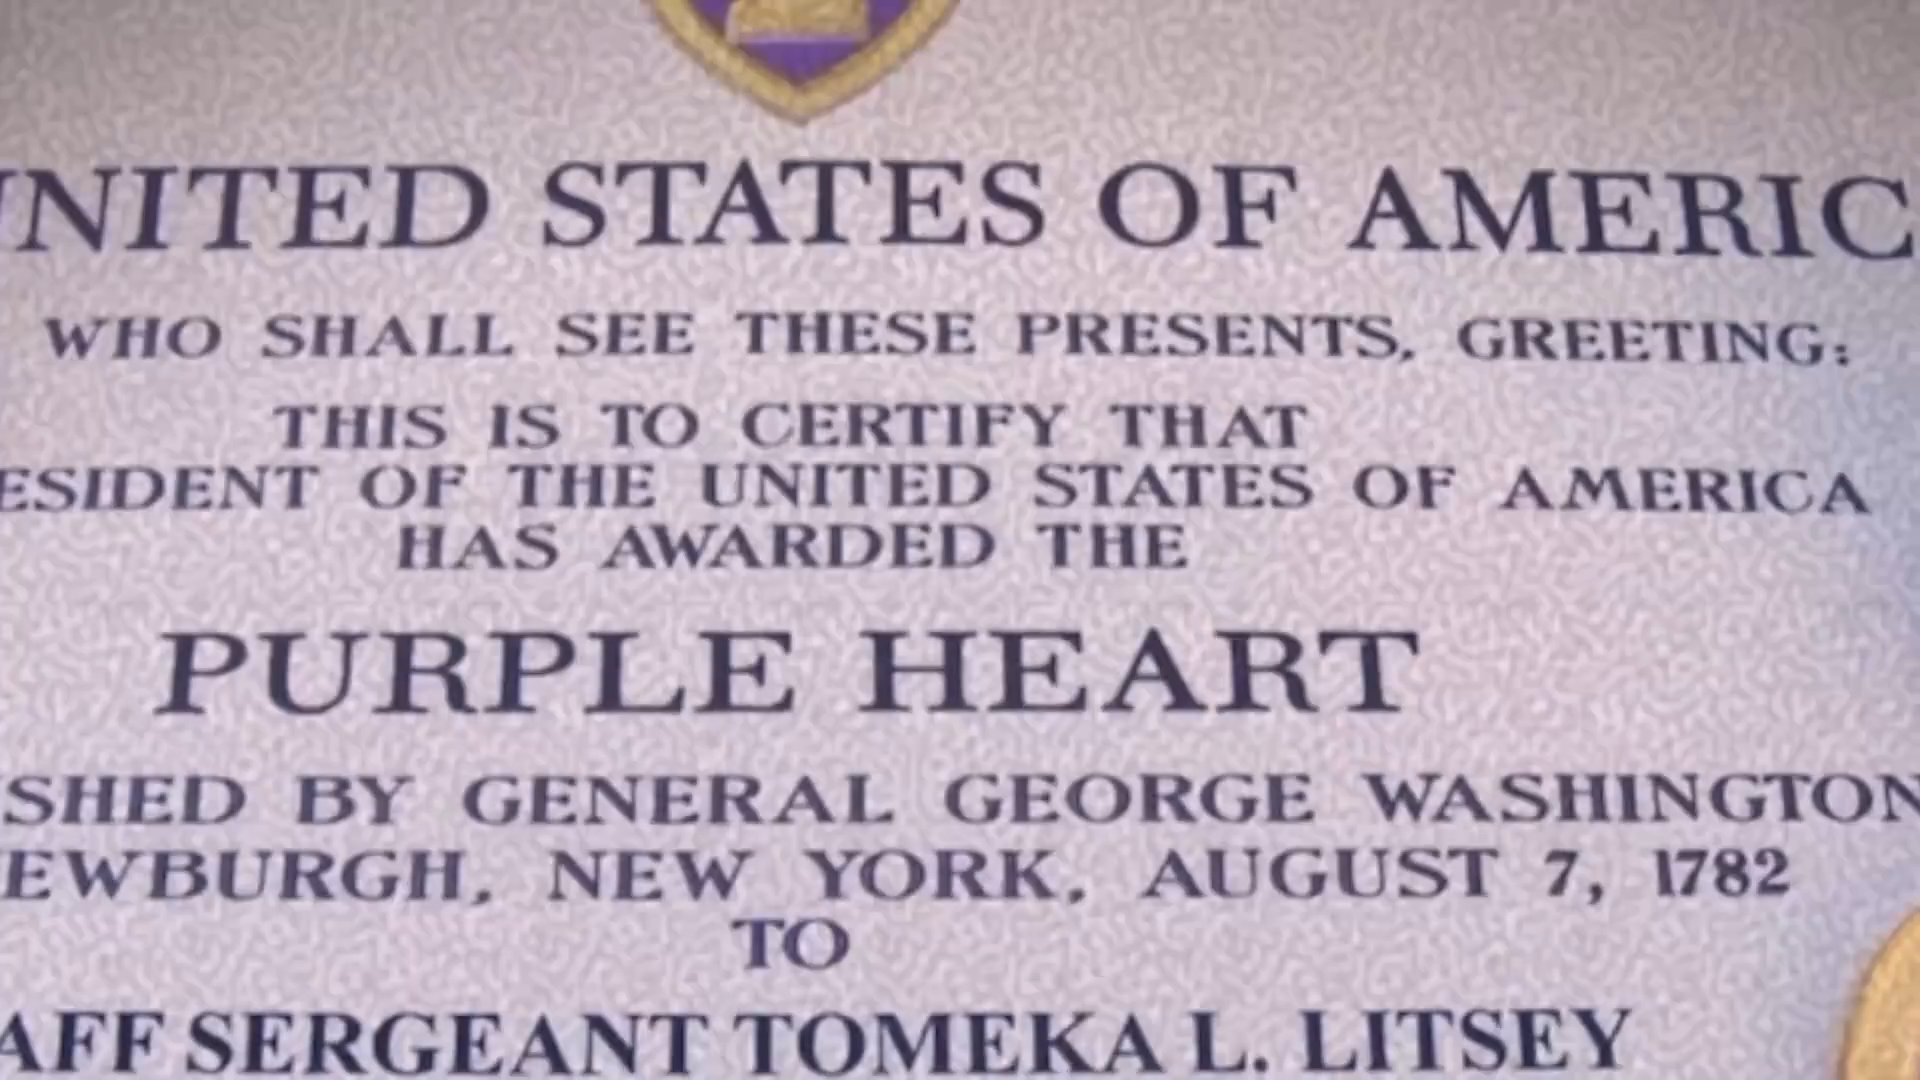 UNITED STATES OF AMERIC
WHO SHALL SEE THESE PRESENTS, GREETING:
THIS IS TO CERTIFY THAT
ESIDENT OF THE UNITED STATES OF AMERICA
HAS AWARDED THE
PURPLE HEART
SHED BY GENERAL GEORGE WASHINGTON
EWBURGH, NEW YORK, AUGUST 7, 1782
TO
AFF SERGEANT TOMEKA L. LITSEY